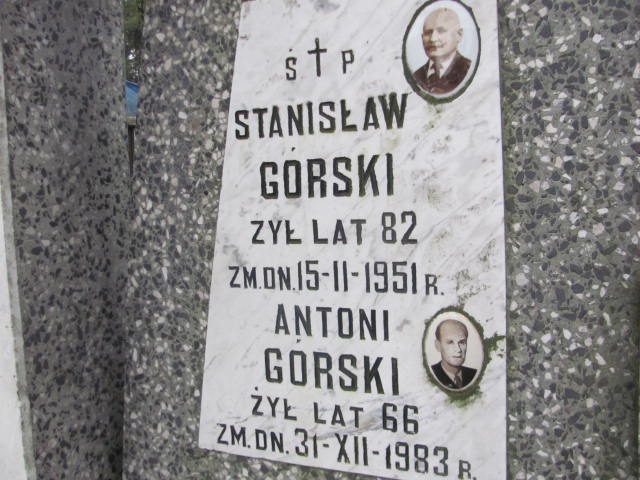 Ś † P
STANISŁAW
GÓRSKI
ŻYŁ LAT 82
ZM. DN. 15-II-1951 R.
ANTONI
GÓRSKI
ŻYŁ LAT 66
ZM. DN. 31-XII-1983 R.